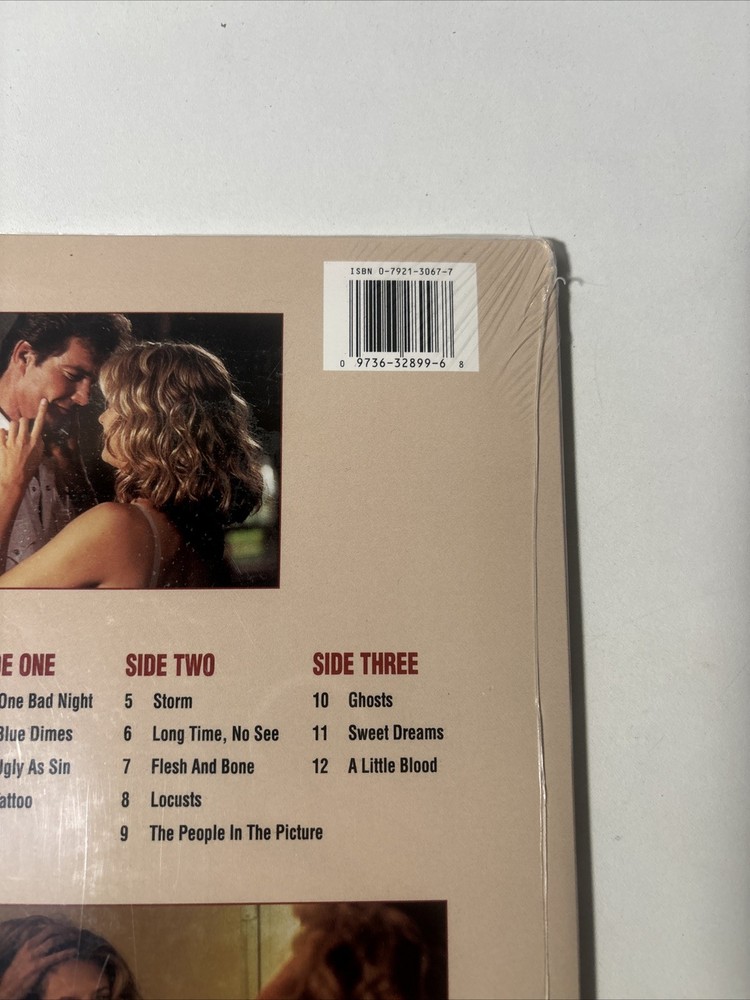 ISBN 0-7921-3067-7
0 9736-32899-6 8
E ONE
One Bad Night
Blue Dimes
Ugly As Sin
attoo
SIDE TWO
5 Storm
6 Long Time, No See
7 Flesh And Bone
8 Locusts
9 The People In The Picture
SIDE THREE
10 Ghosts
11 Sweet Dreams
12 A Little Blood